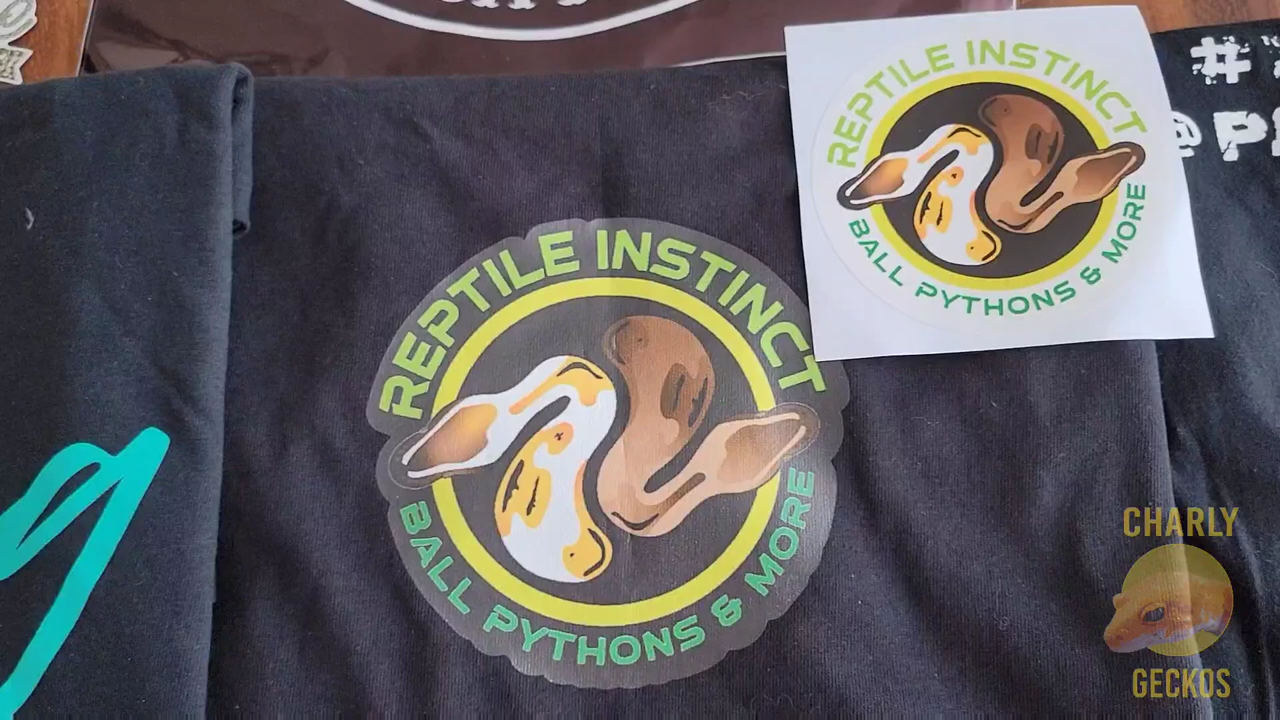 REPTILE INSTINCT
BALL PYTHONS & MORE
REPTILE INSTINCT
BALL PYTHONS & MORE
#
@
CHARLY
GECKOS